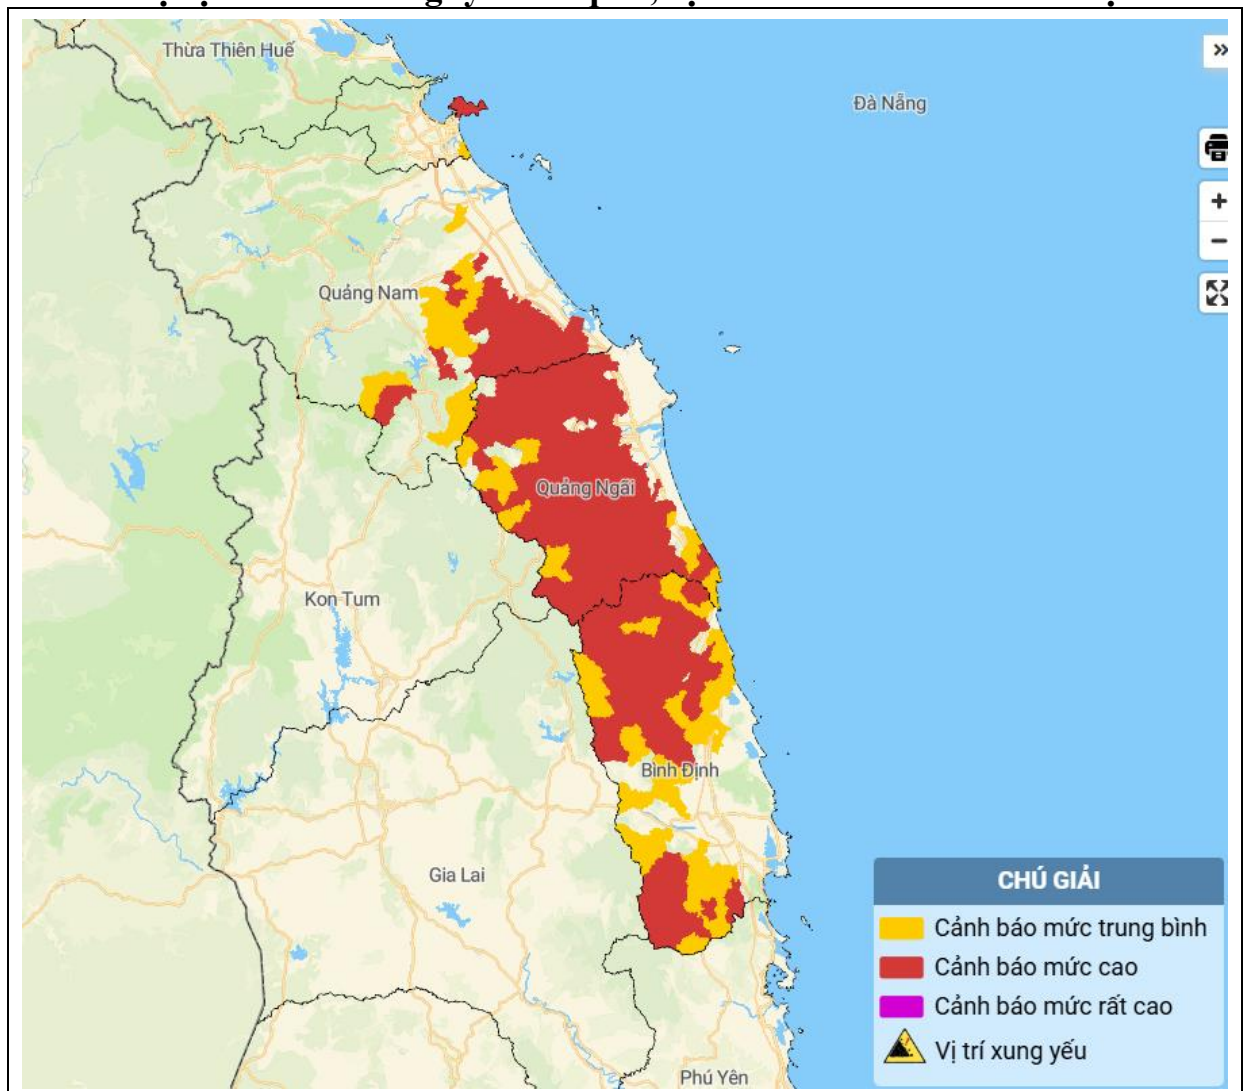 Thừa Thiên Huế
»
Đà Nẵng
+
−
Quảng Nam
Quảng Ngãi
Kon Tum
Bình Định
Gia Lai
CHÚ GIẢI
Cảnh báo mức trung bình
Cảnh báo mức cao
Cảnh báo mức rất cao
Vị trí xung yếu
Phú Yên